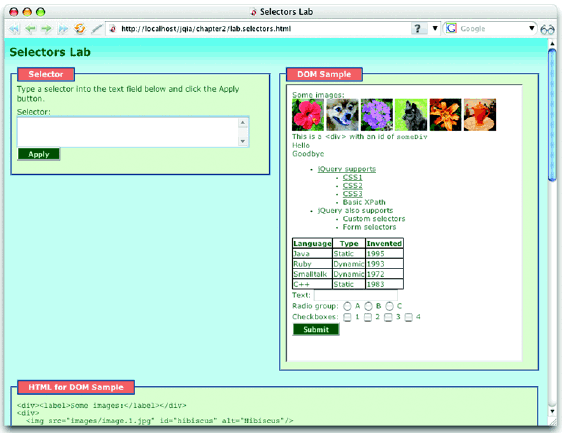 Selectors Lab
http://localhost/jqia/chapter2/lab.selectors.html
?
Google
Selectors Lab
Selector
Type a selector into the text field below and click the Apply
button.
Selector:
Apply
DOM Sample
Some images:
This is a <div> with an id of someDiv
Hello
Goodbye
jQuery supports
CSS1
CSS2
CSS3
Basic XPath
jQuery also supports
Custom selectors
Form selectors
Language Type Invented
Java Static 1995
Ruby Dynamic 1993
Smalltalk Dynamic 1972
C++ Static 1983
Text:
Radio group: A B C
Checkboxes: 1 2 3 4
Submit
HTML for DOM Sample
<div><label>Some images:</label></div>
<div>
<img src="images/image.1.jpg" id="hibiscus" alt="Hibiscus"/>